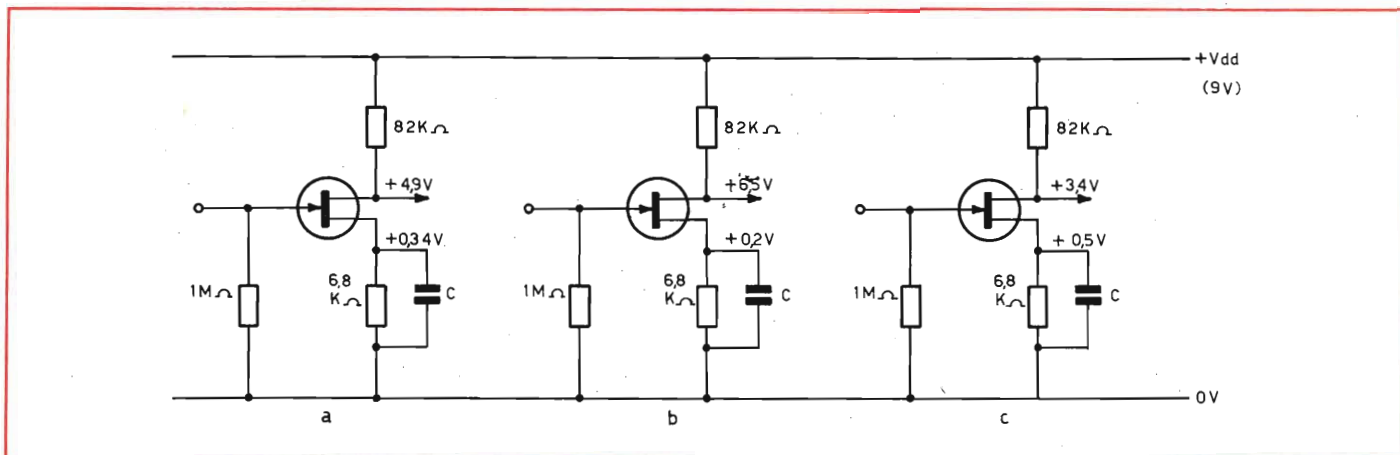 +Vdd
(9V)
82KΩ
82KΩ
82KΩ
+4,9V
+6,5V
+3,4V
+0,34V
+0,2V
+0,5V
1MΩ
6,8
KΩ
C
1MΩ
6,8
KΩ
C
1MΩ
6,8
KΩ
C
0V
a
b
c